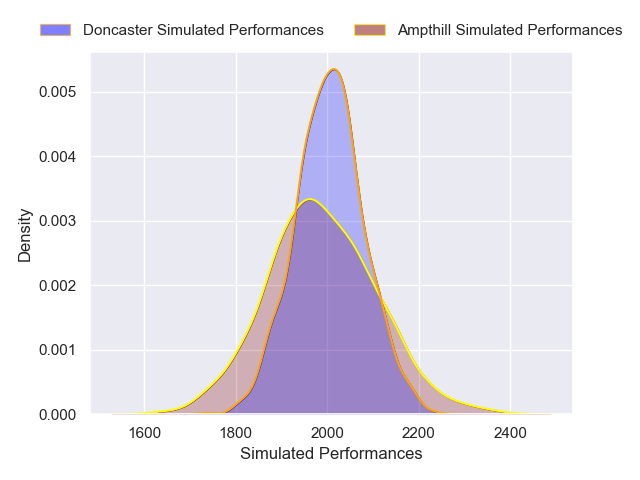 Doncaster Simulated Performances
Ampthill Simulated Performances
0.005
0.004
0.003
0.002
0.001
0.000
Density
1600
1800
2000
2200
2400
Simulated Performances